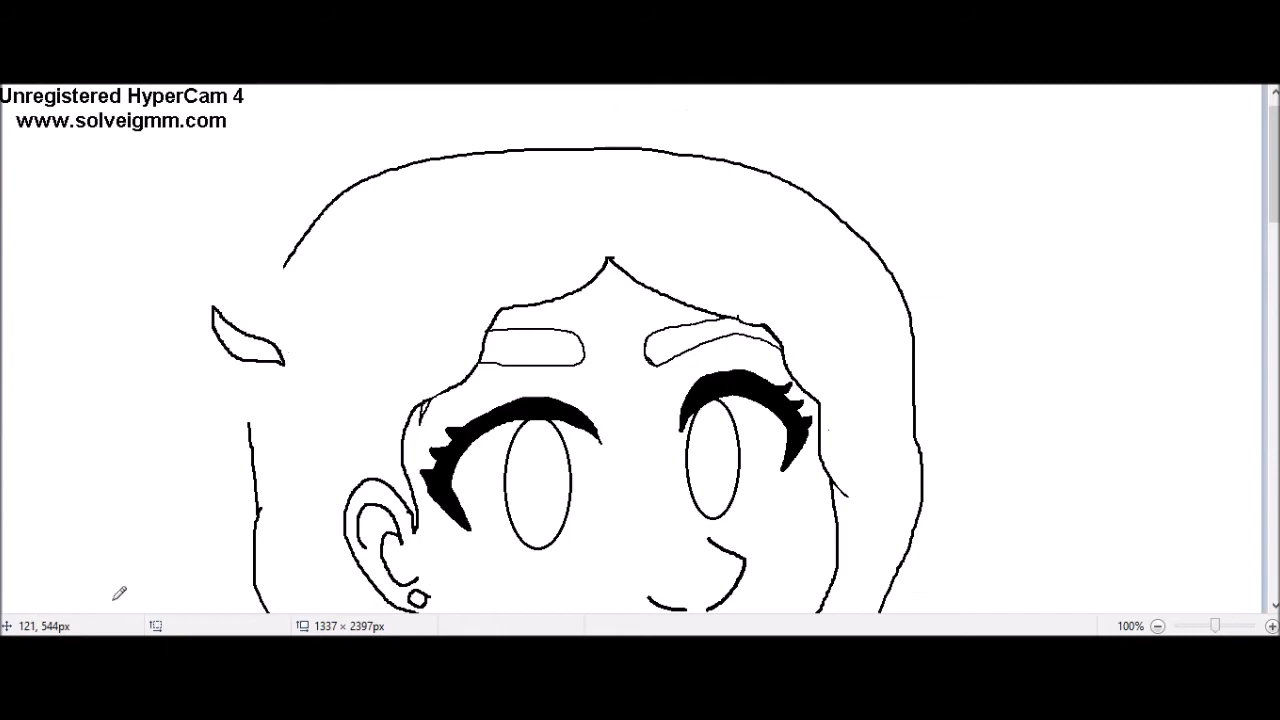 Unregistered HyperCam 4
www.solveigmm.com
121, 544px
1337 × 2397px
100%